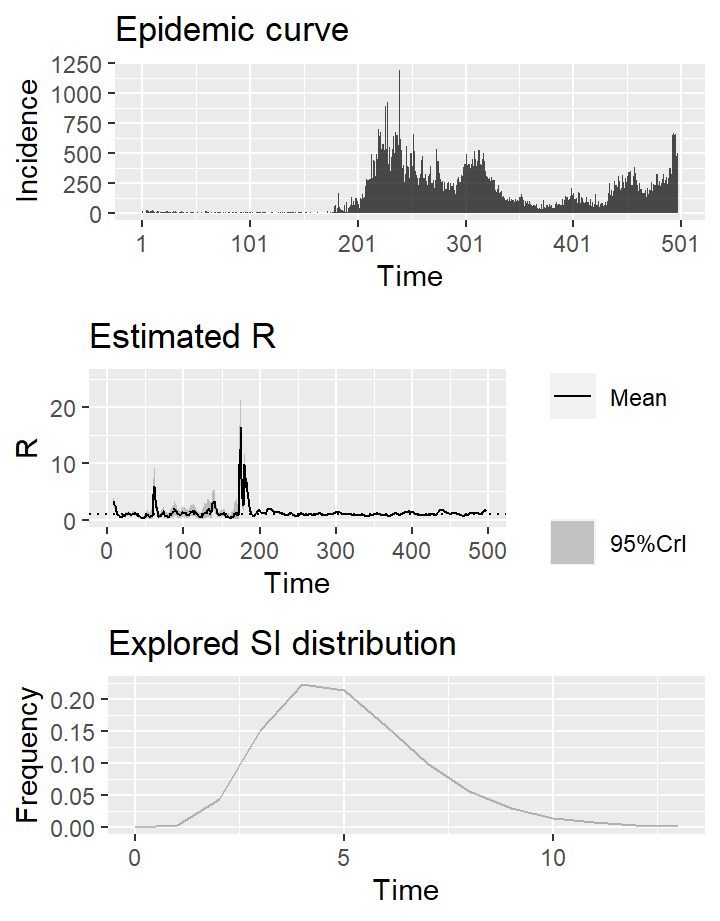 Epidemic curve
Incidence
1250
1000
750
500
250
0
1 101 201 301 401 501
Time
Estimated R
R
20
10
0
0 100 200 300 400 500
Time
Mean
95%CrI
Explored SI distribution
Frequency
0.20
0.15
0.10
0.05
0.00
0 5 10
Time